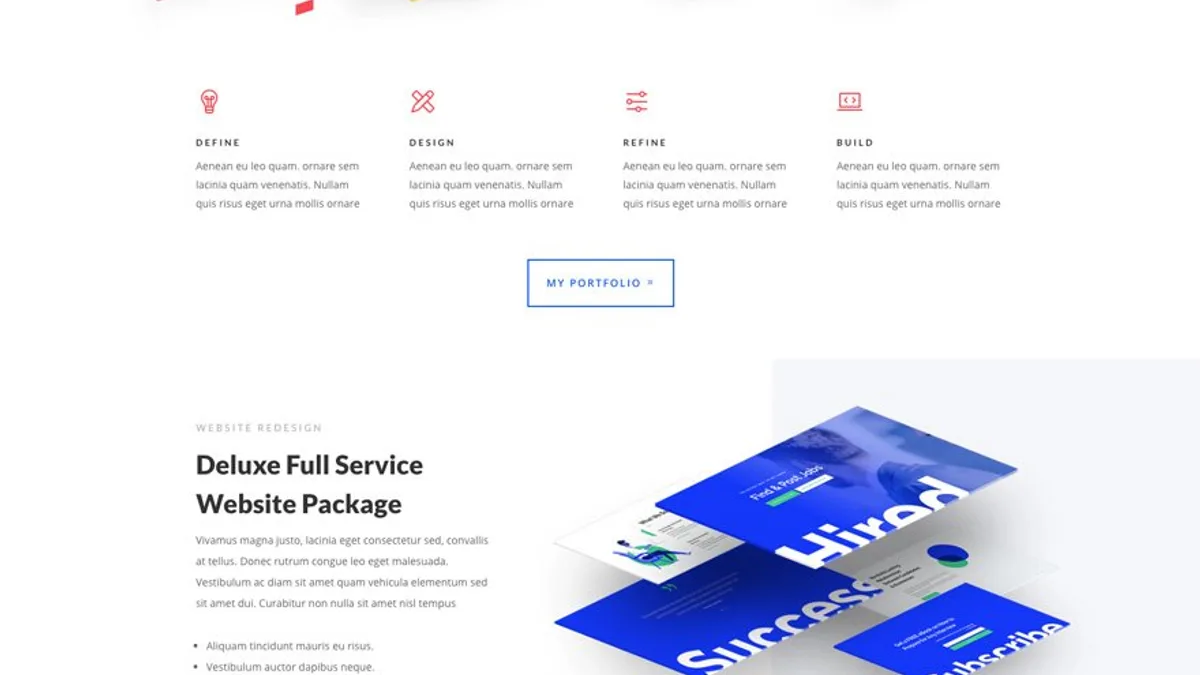 DEFINE
Aenean eu leo quam. ornare sem
lacinia quam venenatis. Nullam
quis risus eget urna mollis ornare
DESIGN
Aenean eu leo quam. ornare sem
lacinia quam venenatis. Nullam
quis risus eget urna mollis ornare
REFINE
Aenean eu leo quam. ornare sem
lacinia quam venenatis. Nullam
quis risus eget urna mollis ornare
BUILD
Aenean eu leo quam. ornare sem
lacinia quam venenatis. Nullam
quis risus eget urna mollis ornare
MY PORTFOLIO »
WEBSITE REDESIGN
Deluxe Full Service
Website Package
Vivamus magna justo, lacinia eget consectetur sed, convallis
at tellus. Donec rutrum congue leo eget malesuada.
Vestibulum ac diam sit amet quam vehicula elementum sed
sit amet dui. Curabitur non nulla sit amet nisl tempus
• Aliquam tincidunt mauris eu risus.
• Vestibulum auctor dapibus neque.
Find & Post Jobs
Hired
Success
Subscribe